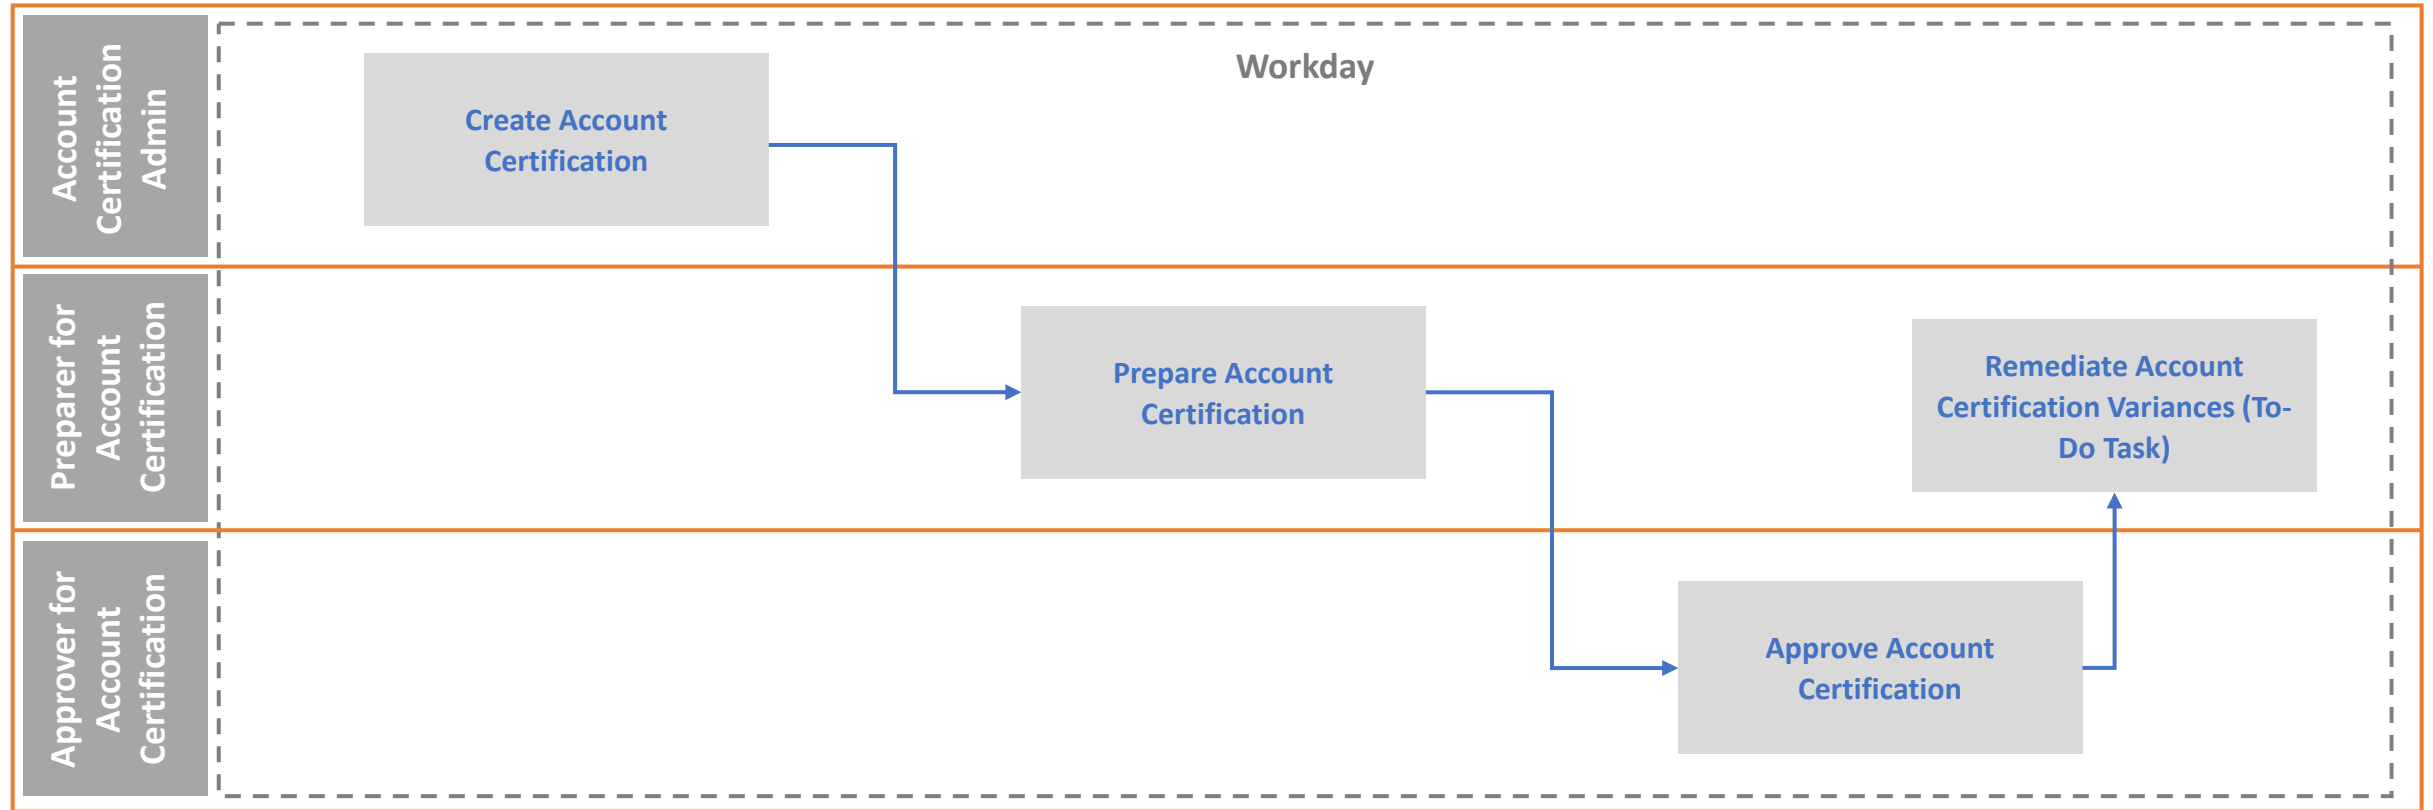 Account
Certification
Admin
Workday
Create Account
Certification
Preparer for
Account
Certification
Prepare Account
Certification
Remediate Account
Certification Variances (To-
Do Task)
Approver for
Account
Certification
Approve Account
Certification